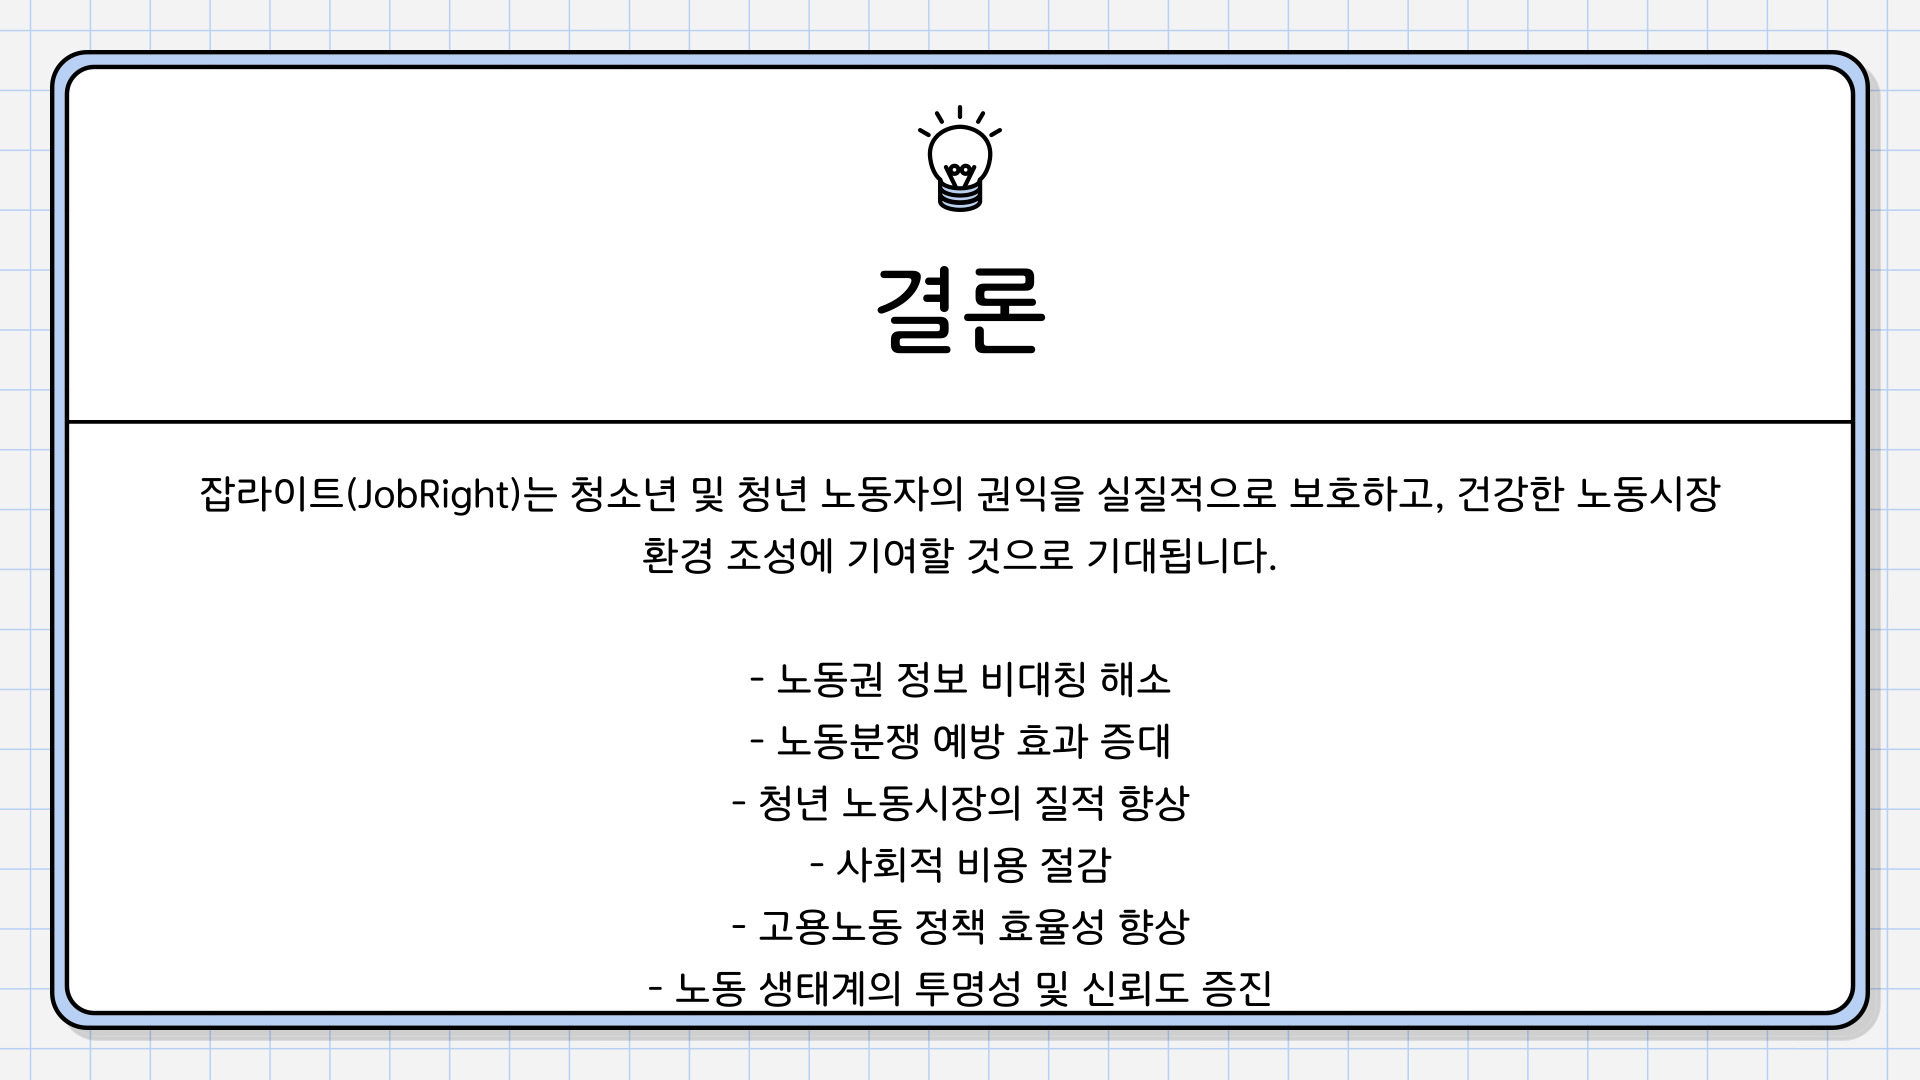 결론
잡라이트(JobRight)는 청소년 및 청년 노동자의 권익을 실질적으로 보호하고, 건강한 노동시장
환경 조성에 기여할 것으로 기대됩니다.
- 노동권 정보 비대칭 해소
- 노동분쟁 예방 효과 증대
- 청년 노동시장의 질적 향상
- 사회적 비용 절감
- 고용노동 정책 효율성 향상
- 노동 생태계의 투명성 및 신뢰도 증진